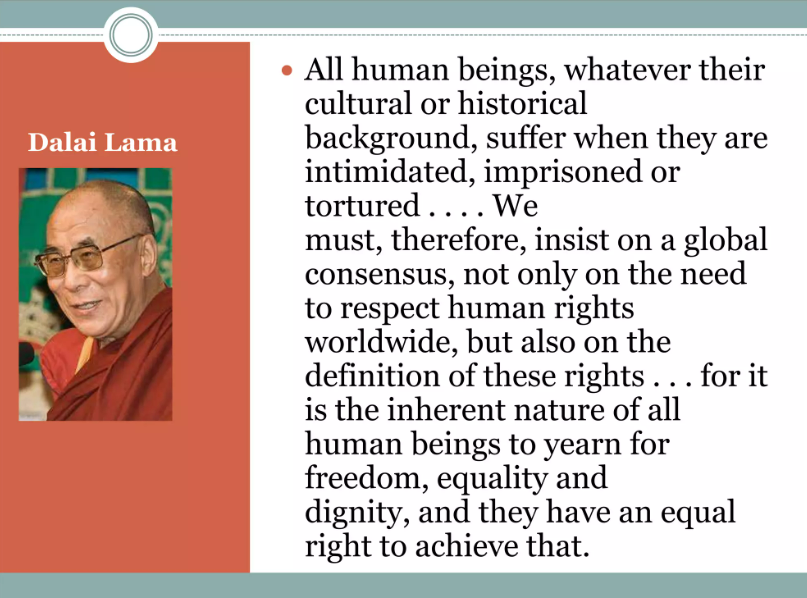 Dalai Lama
All human beings, whatever their
cultural or historical
background, suffer when they are
intimidated, imprisoned or
tortured . . . . We
must, therefore, insist on a global
consensus, not only on the need
to respect human rights
worldwide, but also on the
definition of these rights . . . for it
is the inherent nature of all
human beings to yearn for
freedom, equality and
dignity, and they have an equal
right to achieve that.